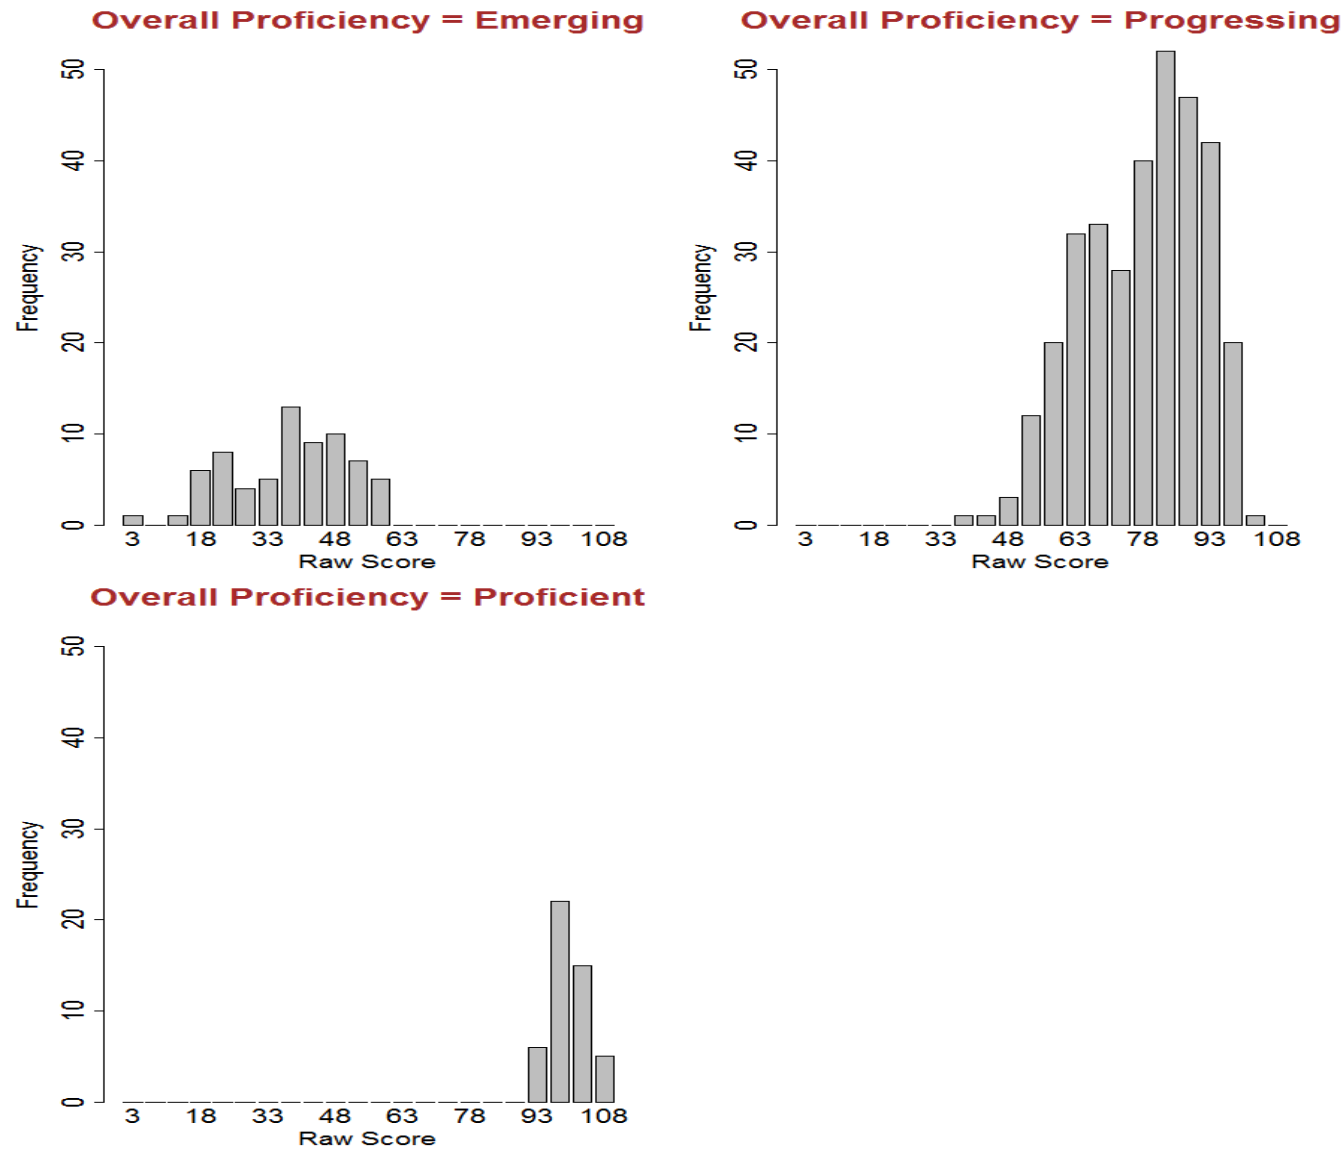 Overall Proficiency = Emerging
50
40
30
20
10
0
Frequency
3 18 33 48 63 78 93 108
Raw Score
Overall Proficiency = Progressing
50
40
30
20
10
0
Frequency
3 18 33 48 63 78 93 108
Raw Score
Overall Proficiency = Proficient
50
40
30
20
10
0
Frequency
3 18 33 48 63 78 93 108
Raw Score